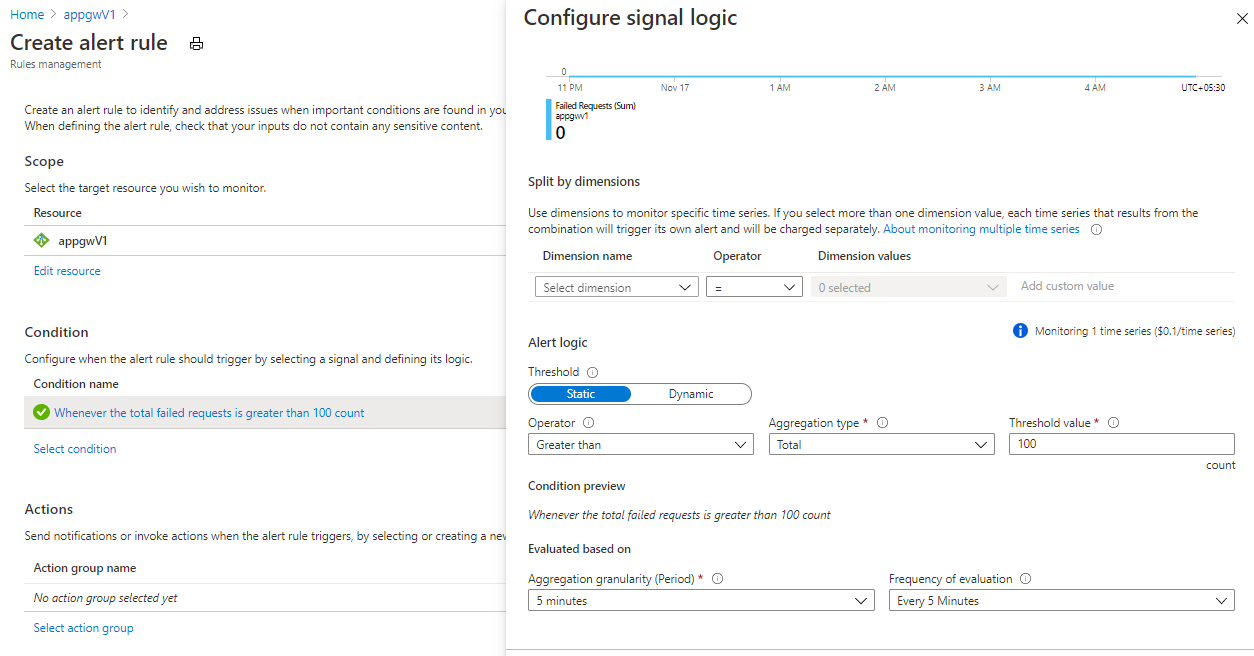 Home > appgwV1 >
Create alert rule
Rules management
Create an alert rule to identify and address issues when important conditions are found in you
When defining the alert rule, check that your inputs do not contain any sensitive content.
Scope
Select the target resource you wish to monitor.
Resource
appgwV1
Edit resource
Condition
Configure when the alert rule should trigger by selecting a signal and defining its logic.
Condition name
Whenever the total failed requests is greater than 100 count
Select condition
Actions
Send notifications or invoke actions when the alert rule triggers, by selecting or creating a new
Action group name
No action group selected yet
Select action group
Configure signal logic
0
11 PM Nov 17 1 AM 2 AM 3 AM 4 AM UTC+05:30
Failed Requests (Sum)
appgwv1
0
Split by dimensions
Use dimensions to monitor specific time series. If you select more than one dimension value, each time series that results from the
combination will trigger its own alert and will be charged separately. About monitoring multiple time series
Dimension name Operator Dimension values
Select dimension = 0 selected Add custom value
Monitoring 1 time series ($0.1/time series)
Alert logic
Threshold
Static Dynamic
Operator Aggregation type * Threshold value *
Greater than Total 100
count
Condition preview
Whenever the total failed requests is greater than 100 count
Evaluated based on
Aggregation granularity (Period) * Frequency of evaluation
5 minutes Every 5 Minutes